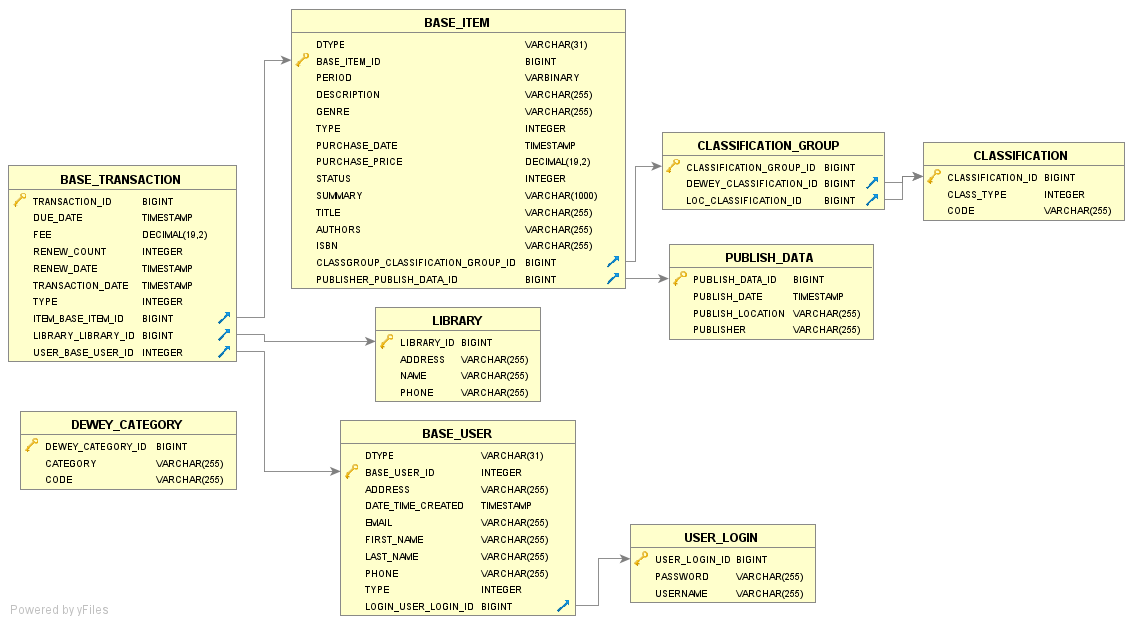 BASE_ITEM
DTYPE VARCHAR(31)
BASE_ITEM_ID BIGINT
PERIOD VARBINARY
DESCRIPTION VARCHAR(255)
GENRE VARCHAR(255)
TYPE INTEGER
PURCHASE_DATE TIMESTAMP
PURCHASE_PRICE DECIMAL(19,2)
STATUS INTEGER
SUMMARY VARCHAR(1000)
TITLE VARCHAR(255)
AUTHORS VARCHAR(255)
ISBN VARCHAR(255)
CLASSGROUP_CLASSIFICATION_GROUP_ID BIGINT
PUBLISHER_PUBLISH_DATA_ID BIGINT
CLASSIFICATION_GROUP
CLASSIFICATION_GROUP_ID BIGINT
DEWEY_CLASSIFICATION_ID BIGINT
LOC_CLASSIFICATION_ID BIGINT
CLASSIFICATION
CLASSIFICATION_ID BIGINT
CLASS_TYPE INTEGER
CODE VARCHAR(255)
BASE_TRANSACTION
TRANSACTION_ID BIGINT
DUE_DATE TIMESTAMP
FEE DECIMAL(19,2)
RENEW_COUNT INTEGER
RENEW_DATE TIMESTAMP
TRANSACTION_DATE TIMESTAMP
TYPE INTEGER
ITEM_BASE_ITEM_ID BIGINT
LIBRARY_LIBRARY_ID BIGINT
USER_BASE_USER_ID INTEGER
PUBLISH_DATA
PUBLISH_DATA_ID BIGINT
PUBLISH_DATE TIMESTAMP
PUBLISH_LOCATION VARCHAR(255)
PUBLISHER VARCHAR(255)
LIBRARY
LIBRARY_ID BIGINT
ADDRESS VARCHAR(255)
NAME VARCHAR(255)
PHONE VARCHAR(255)
DEWEY_CATEGORY
DEWEY_CATEGORY_ID BIGINT
CATEGORY VARCHAR(255)
CODE VARCHAR(255)
BASE_USER
DTYPE VARCHAR(31)
BASE_USER_ID INTEGER
ADDRESS VARCHAR(255)
DATE_TIME_CREATED TIMESTAMP
EMAIL VARCHAR(255)
FIRST_NAME VARCHAR(255)
LAST_NAME VARCHAR(255)
PHONE VARCHAR(255)
TYPE INTEGER
LOGIN_USER_LOGIN_ID BIGINT
USER_LOGIN
USER_LOGIN_ID BIGINT
PASSWORD VARCHAR(255)
USERNAME VARCHAR(255)
Powered by yFiles